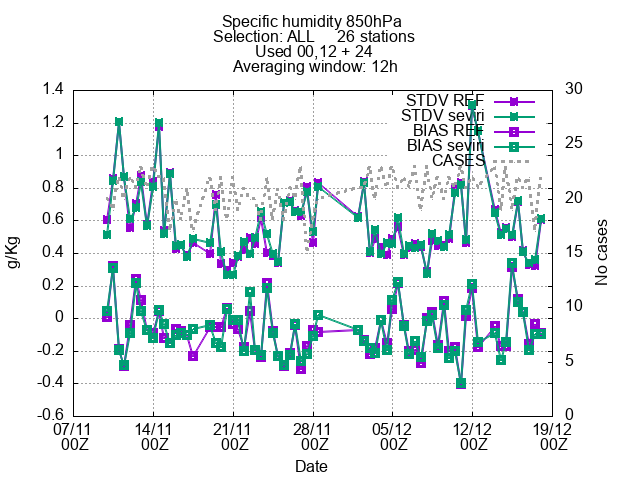 Specific humidity 850hPa
Selection: ALL     26 stations
Used 00,12 + 24
Averaging window: 12h
1.4
1.2
1
0.8
0.6
0.4
0.2
0
-0.2
-0.4
-0.6
g/Kg
30
25
20
15
10
5
0
No cases
STDV REF
STDV seviri
BIAS REF
BIAS seviri
CASES
07/11 14/11 21/11 28/11 05/12 12/12 19/12
00Z 00Z 00Z 00Z 00Z 00Z 00Z
Date